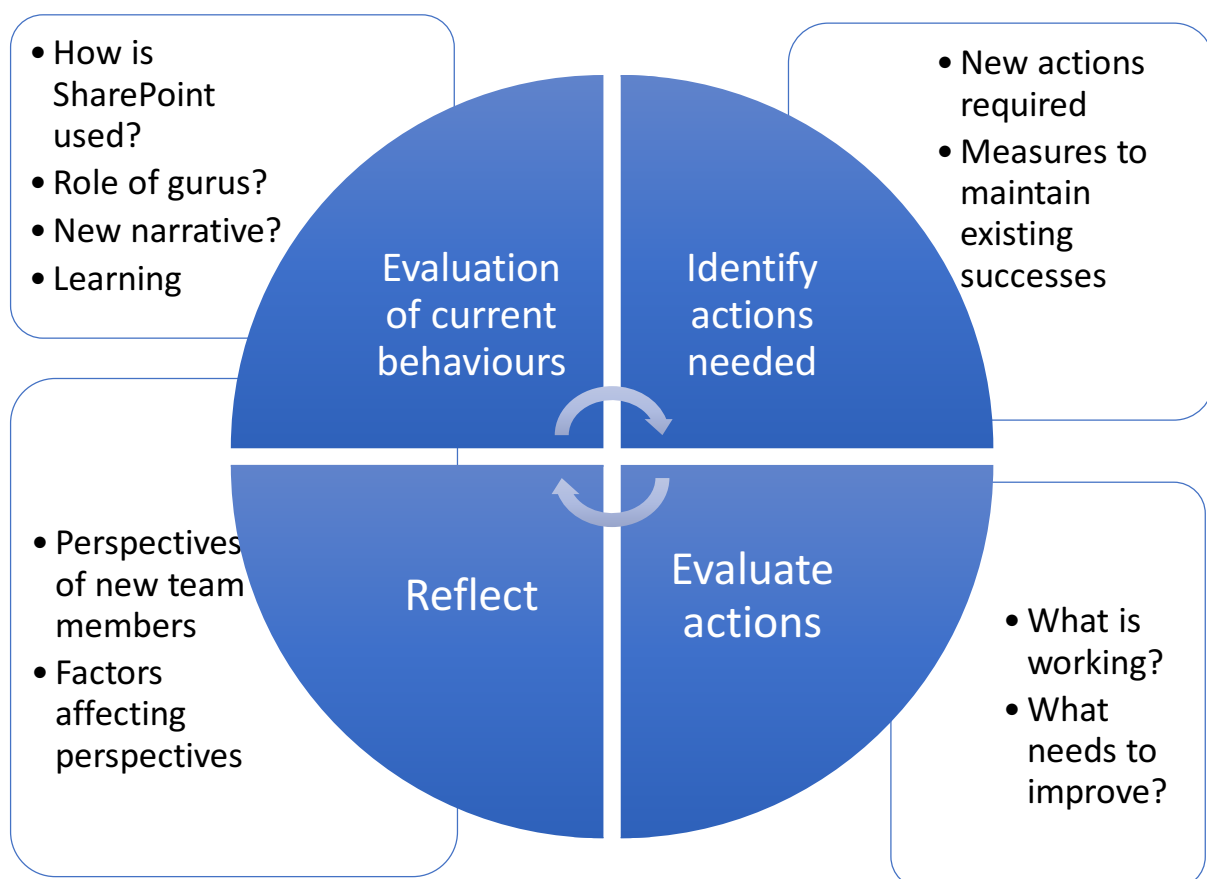 • How is
SharePoint
used?
• Role of gurus?
• New narrative?
• Learning
Evaluation
of current
behaviours
Identify
actions
needed
• New actions
required
• Measures to
maintain
existing
successes
• Perspectives
of new team
members
• Factors
affecting
perspectives
Reflect
Evaluate
actions
• What is
working?
• What
needs to
improve?